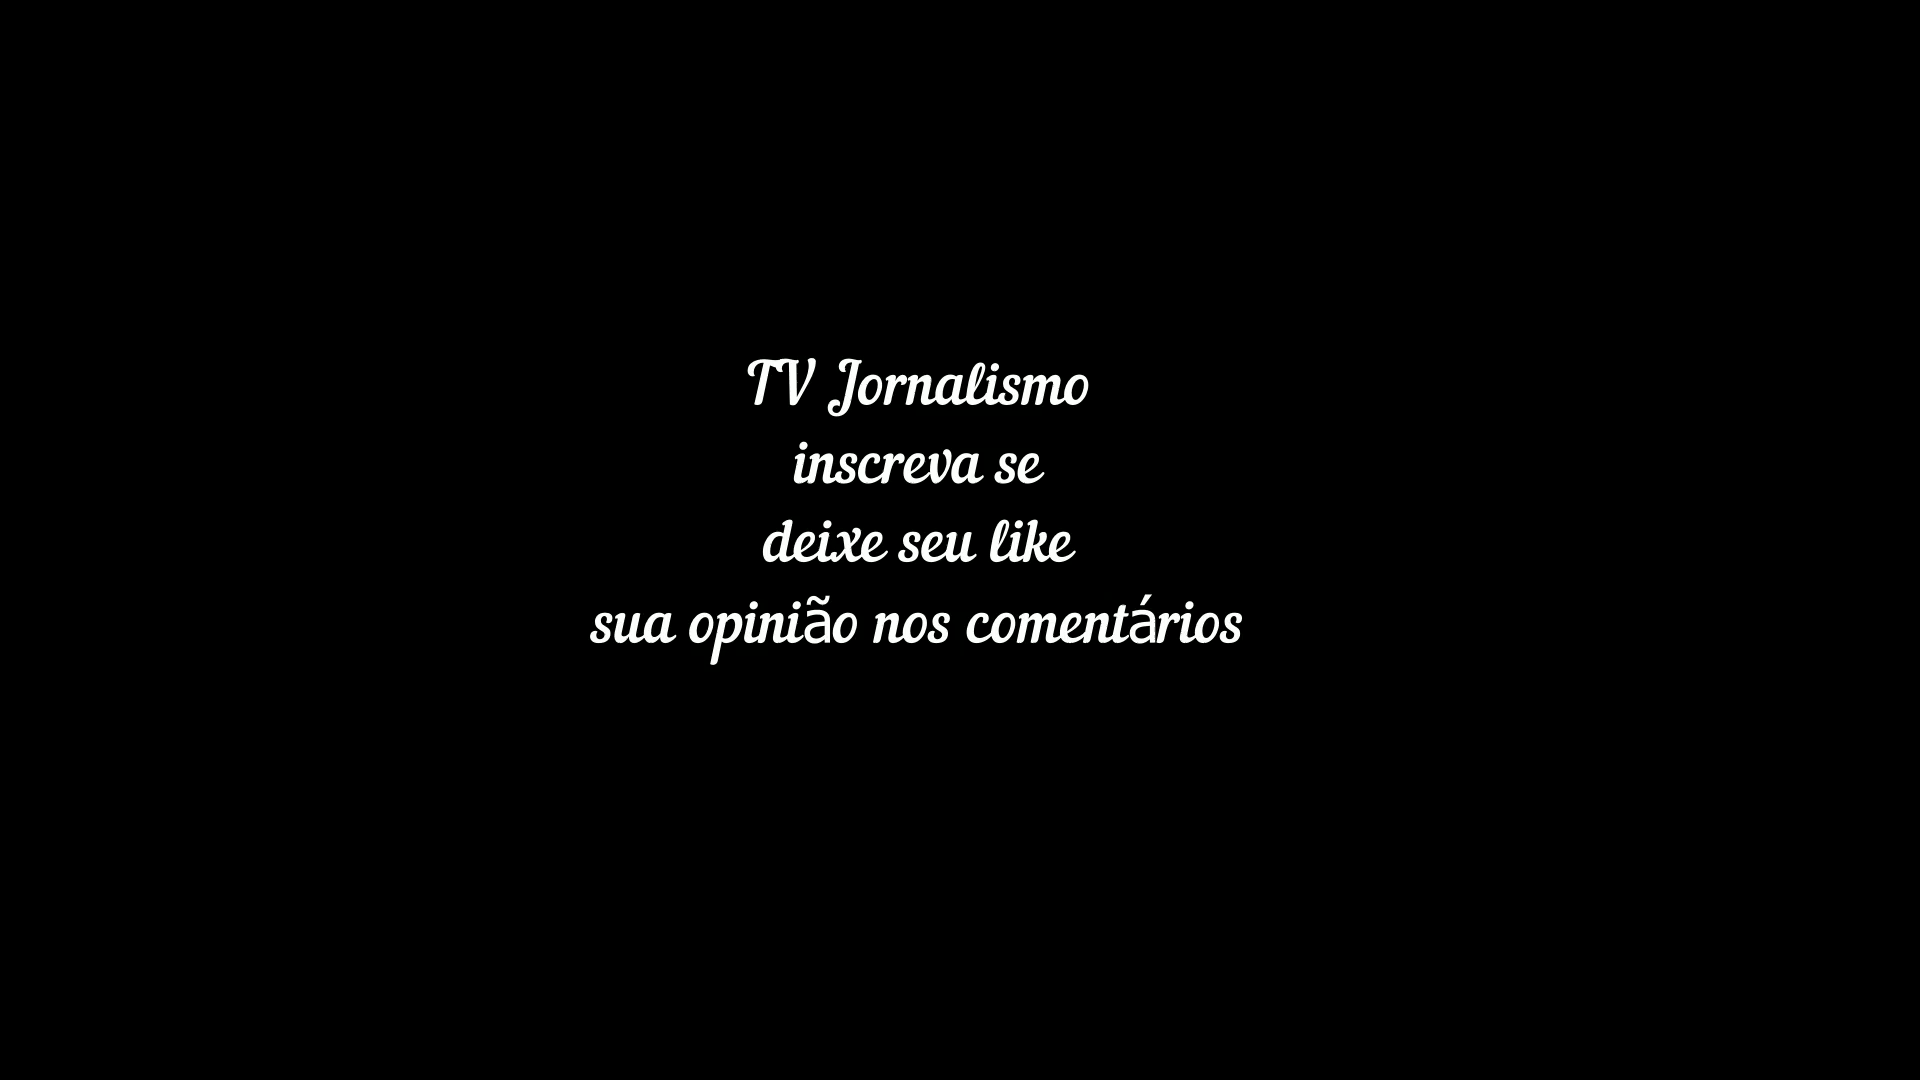 TV Jornalismo
inscreva se
deixe seu like
sua opinião nos comentários